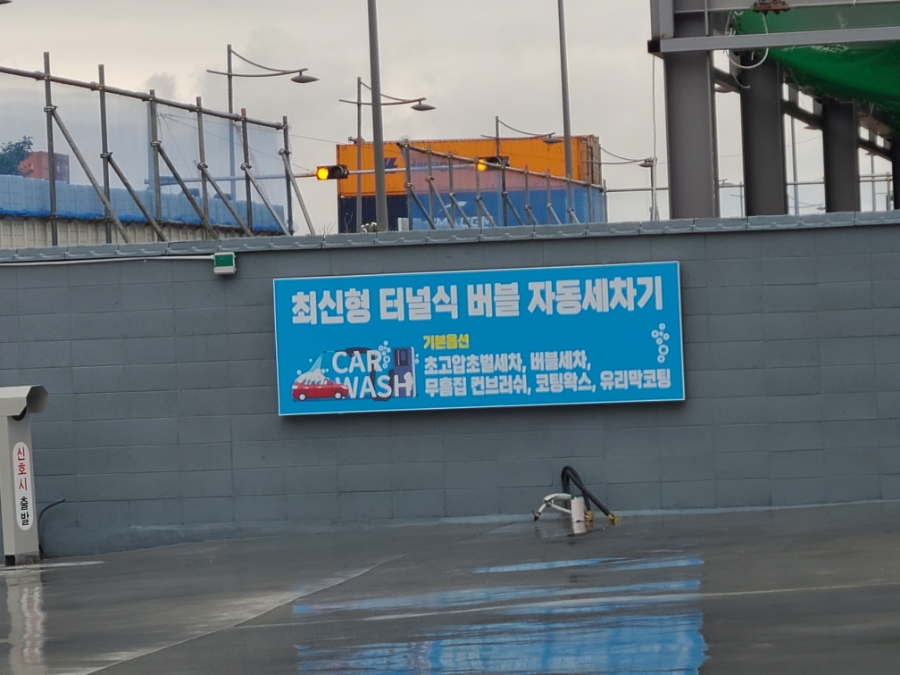 최신형 터널식 버블 자동세차기
기본옵션
초고압초벌세차, 버블세차,
무흠집 컨브러쉬, 코팅왁스, 유리막코팅
CAR
WASH
신호시 출발